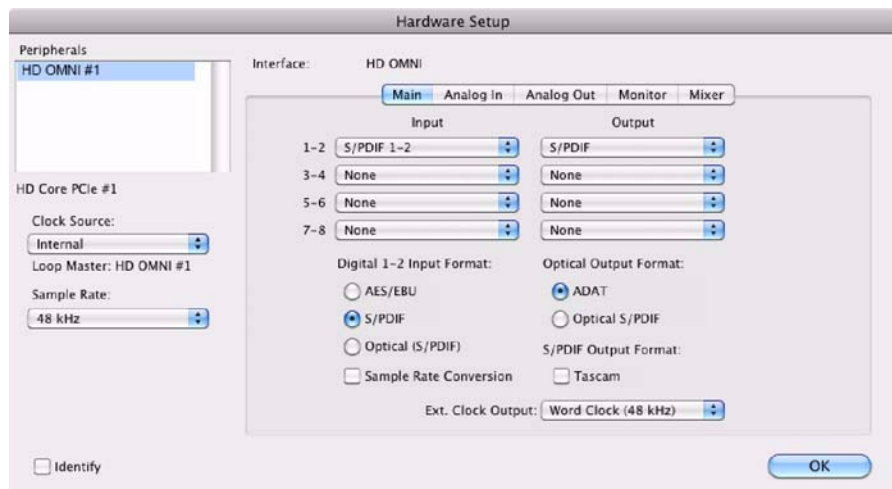 Hardware Setup
Peripherals
HD OMNI #1
HD Core PCIe #1
Clock Source:
Internal
Loop Master: HD OMNI #1
Sample Rate:
48 kHz
Identify
Interface: HD OMNI
Main Analog In Analog Out Monitor Mixer
Input Output
1-2 S/PDIF 1-2 S/PDIF
3-4 None None
5-6 None None
7-8 None None
Digital 1-2 Input Format: Optical Output Format:
AES/EBU ADAT
S/PDIF Optical S/PDIF
Optical (S/PDIF) S/PDIF Output Format:
Sample Rate Conversion Tascam
Ext. Clock Output: Word Clock (48 kHz)
OK